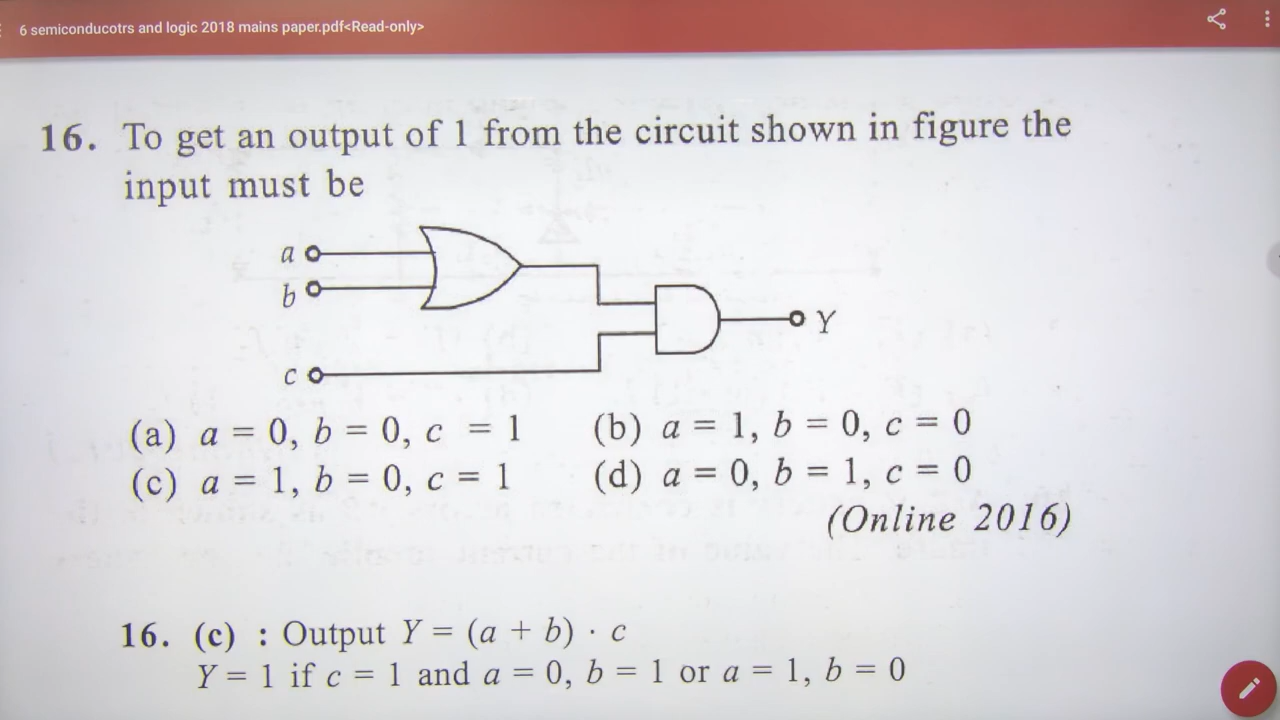 6 semiconducotrs and logic 2018 mains paper.pdf<Read-only>
16. To get an output of 1 from the circuit shown in figure the
input must be
a
b
Y
c
(a) a = 0, b = 0, c = 1 (b) a = 1, b = 0, c = 0
(c) a = 1, b = 0, c = 1 (d) a = 0, b = 1, c = 0
(Online 2016)
16. (c) : Output Y = (a + b) · c
Y = 1 if c = 1 and a = 0, b = 1 or a = 1, b = 0